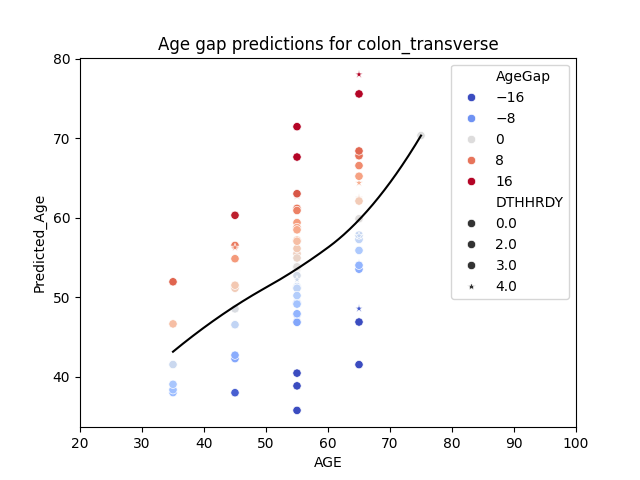 Age gap predictions for colon_transverse
Predicted_Age
80
70
60
50
40
20 30 40 50 60 70 80 90 100
AGE
AgeGap
−16
−8
0
8
16
DTHHRDY
0.0
2.0
3.0
4.0